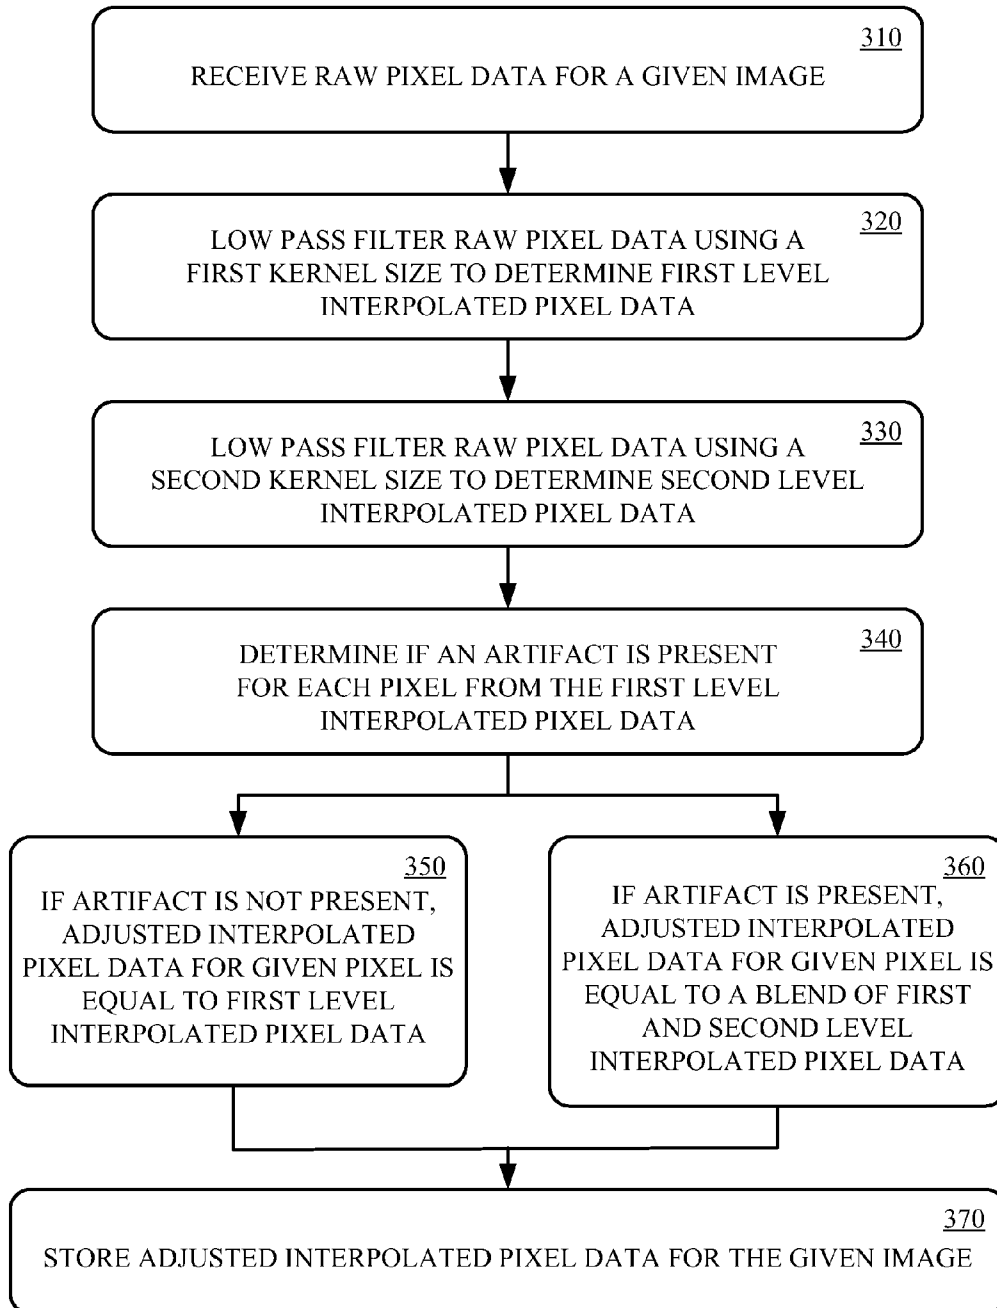 310
RECEIVE RAW PIXEL DATA FOR A GIVEN IMAGE
320
LOW PASS FILTER RAW PIXEL DATA USING A
FIRST KERNEL SIZE TO DETERMINE FIRST LEVEL
INTERPOLATED PIXEL DATA
330
LOW PASS FILTER RAW PIXEL DATA USING A
SECOND KERNEL SIZE TO DETERMINE SECOND LEVEL
INTERPOLATED PIXEL DATA
340
DETERMINE IF AN ARTIFACT IS PRESENT
FOR EACH PIXEL FROM THE FIRST LEVEL
INTERPOLATED PIXEL DATA
350
IF ARTIFACT IS NOT PRESENT,
ADJUSTED INTERPOLATED
PIXEL DATA FOR GIVEN PIXEL IS
EQUAL TO FIRST LEVEL
INTERPOLATED PIXEL DATA
360
IF ARTIFACT IS PRESENT,
ADJUSTED INTERPOLATED
PIXEL DATA FOR GIVEN PIXEL IS
EQUAL TO A BLEND OF FIRST
AND SECOND LEVEL
INTERPOLATED PIXEL DATA
370
STORE ADJUSTED INTERPOLATED PIXEL DATA FOR THE GIVEN IMAGE